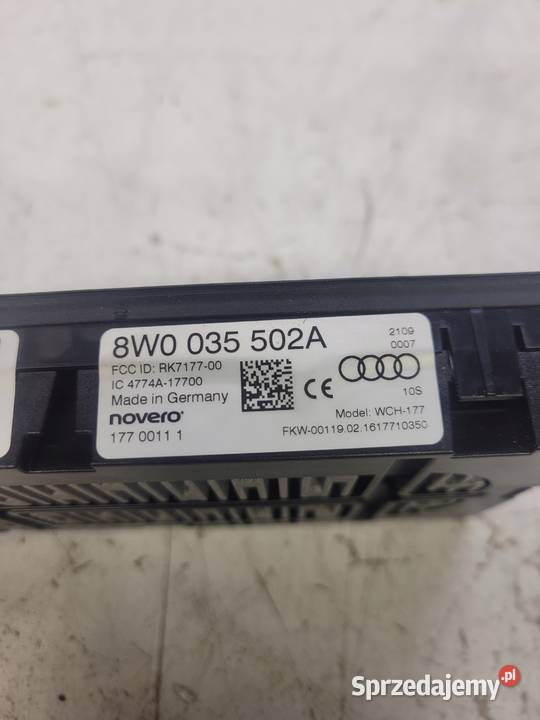 8W0 035 502A
2109
0007
FCC ID: RK7177-00
IC 4774A-17700
Made in Germany
CE
10S
novero
Model: WCH-177
177 0011 1
FKW-00119.02.1617710350
Sprzedajemy.pl